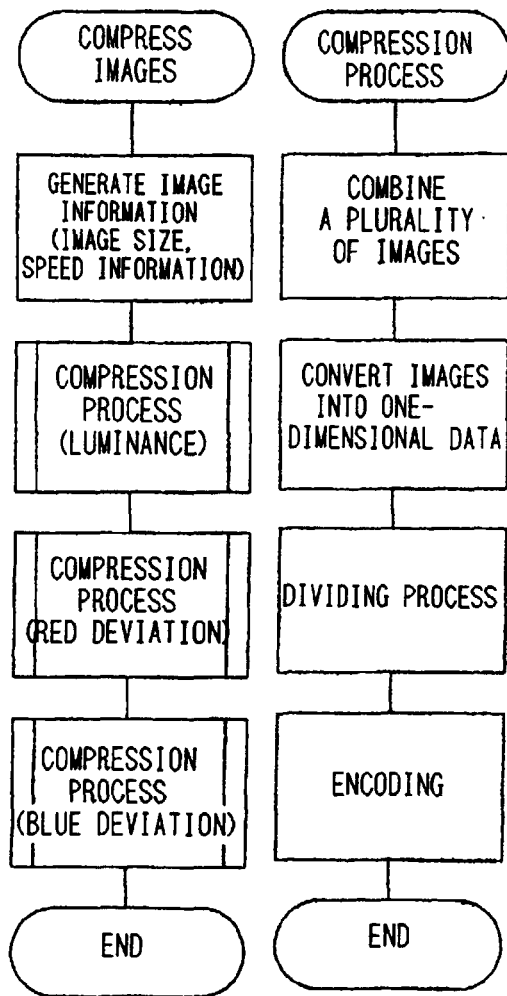 COMPRESS
IMAGES
GENERATE IMAGE
INFORMATION
(IMAGE SIZE,
SPEED INFORMATION)
COMPRESSION
PROCESS
(LUMINANCE)
COMPRESSION
PROCESS
(RED DEVIATION)
COMPRESSION
PROCESS
(BLUE DEVIATION)
END
COMPRESSION
PROCESS
COMBINE
A PLURALITY
OF IMAGES
CONVERT IMAGES
INTO ONE-
DIMENSIONAL DATA
DIVIDING PROCESS
ENCODING
END